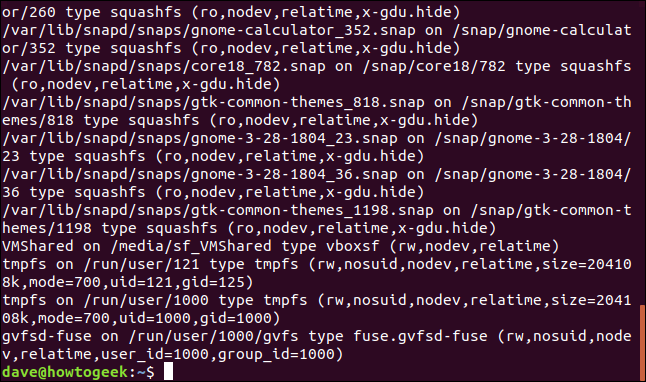 or/260 type squashfs (ro,nodev,relatime,x-gdu.hide)
/var/lib/snapd/snaps/gnome-calculator_352.snap on /snap/gnome-calculat
or/352 type squashfs (ro,nodev,relatime,x-gdu.hide)
/var/lib/snapd/snaps/core18_782.snap on /snap/core18/782 type squashfs
 (ro,nodev,relatime,x-gdu.hide)
/var/lib/snapd/snaps/gtk-common-themes_818.snap on /snap/gtk-common-th
emes/818 type squashfs (ro,nodev,relatime,x-gdu.hide)
/var/lib/snapd/snaps/gnome-3-28-1804_23.snap on /snap/gnome-3-28-1804/
23 type squashfs (ro,nodev,relatime,x-gdu.hide)
/var/lib/snapd/snaps/gnome-3-28-1804_36.snap on /snap/gnome-3-28-1804/
36 type squashfs (ro,nodev,relatime,x-gdu.hide)
/var/lib/snapd/snaps/gtk-common-themes_1198.snap on /snap/gtk-common-t
hemes/1198 type squashfs (ro,nodev,relatime,x-gdu.hide)
VMShared on /media/sf_VMShared type vboxsf (rw,nodev,relatime)
tmpfs on /run/user/121 type tmpfs (rw,nosuid,nodev,relatime,size=20410
8k,mode=700,uid=121,gid=125)
tmpfs on /run/user/1000 type tmpfs (rw,nosuid,nodev,relatime,size=2041
08k,mode=700,uid=1000,gid=1000)
gvfsd-fuse on /run/user/1000/gvfs type fuse.gvfsd-fuse (rw,nosuid,node
v,relatime,user_id=1000,group_id=1000)
dave@howtogeek:~$